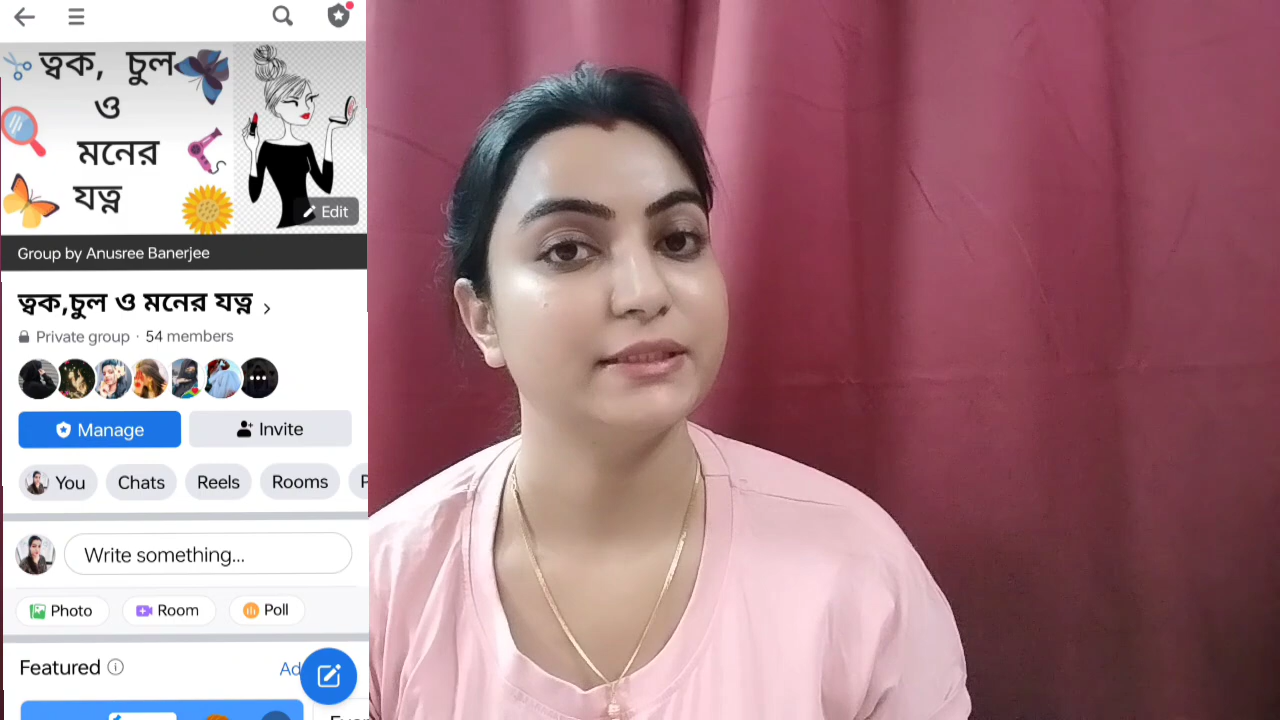 ত্বক, চুল
ও
মনের
যত্ন
Edit
Group by Anusree Banerjee
ত্বক,চুল ও মনের যত্ন
Private group · 54 members
Manage
Invite
You
Chats
Reels
Rooms
Write something...
Photo
Room
Poll
Featured